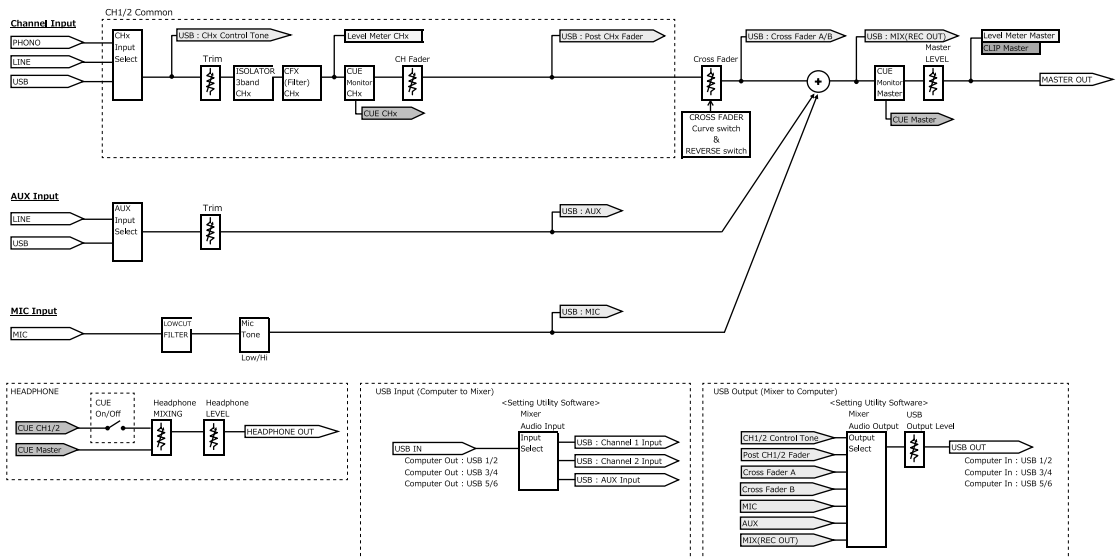 CH1/2 Common
Channel Input
PHONO
LINE
USB
CHx
Input
Select
USB : CHx Control Tone
Trim
ISOLATOR
3band
CHx
CFX
(Filter)
CHx
Level Meter CHx
CUE
Monitor
CHx
CUE CHx
CH Fader
USB : Post CHx Fader
Cross Fader
CROSS FADER
Curve switch
&
REVERSE switch
USB : Cross Fader A/B
+
USB : MIX(REC OUT)
CUE
Monitor
Master
CUE Master
Master
LEVEL
Level Meter Master
CLIP Master
MASTER OUT
AUX Input
LINE
USB
AUX
Input
Select
Trim
USB : AUX
MIC Input
MIC
LOWCUT
FILTER
Mic
Tone
Low/Hi
USB : MIC
HEADPHONE
CUE
On/Off
CUE CH1/2
CUE Master
Headphone
MIXING
Headphone
LEVEL
HEADPHONE OUT
USB Input (Computer to Mixer)
<Setting Utility Software>
Mixer
Audio Input
USB IN
Computer Out : USB 1/2
Computer Out : USB 3/4
Computer Out : USB 5/6
Input
Select
USB : Channel 1 Input
USB : Channel 2 Input
USB : AUX Input
USB Output (Mixer to Computer)
<Setting Utility Software>
Mixer
Audio Output
USB
Output Level
CH1/2 Control Tone
Post CH1/2 Fader
Cross Fader A
Cross Fader B
MIC
AUX
MIX(REC OUT)
Output
Select
USB OUT
Computer In : USB 1/2
Computer In : USB 3/4
Computer In : USB 5/6